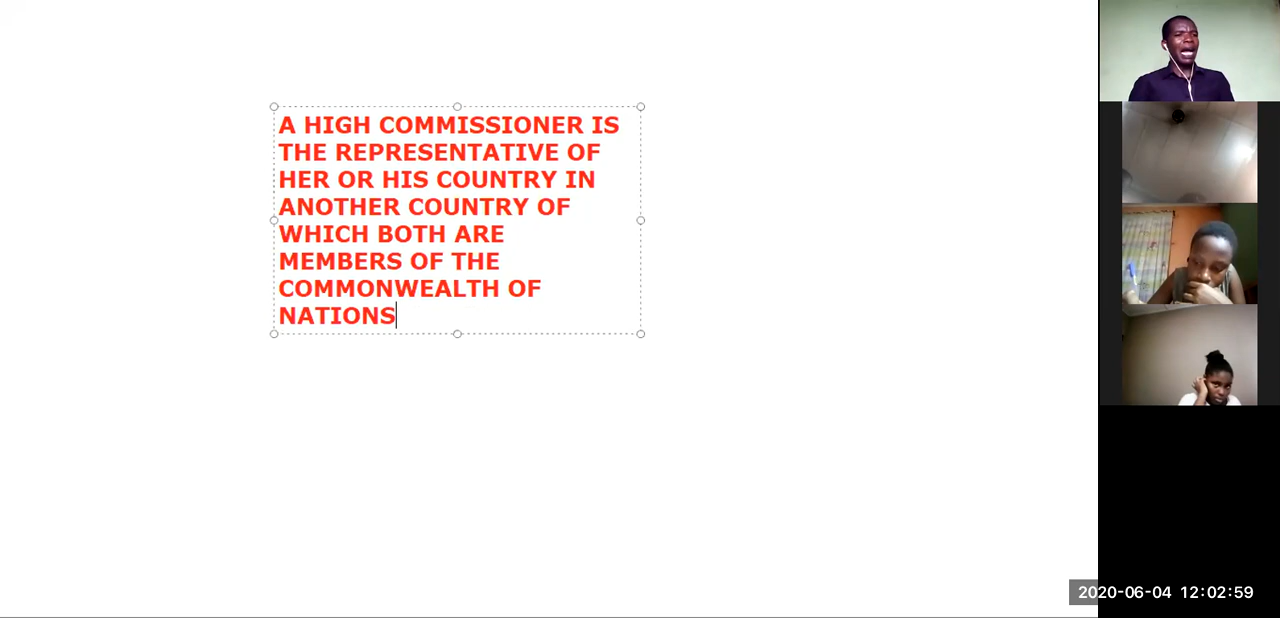 A HIGH COMMISSIONER IS
THE REPRESENTATIVE OF
HER OR HIS COUNTRY IN
ANOTHER COUNTRY OF
WHICH BOTH ARE
MEMBERS OF THE
COMMONWEALTH OF
NATIONS
2020-06-04 12:02:59